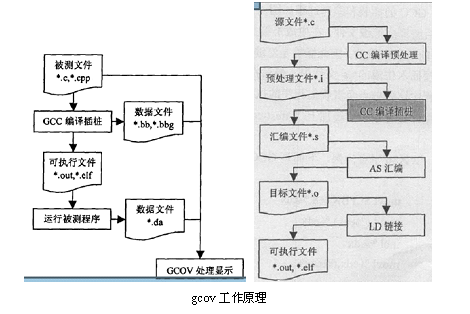 被测文件
*.c,*.cpp
GCC 编译插桩
数据文件
*.bb,*.bbg
可执行文件
*.out,*.elf
运行被测程序
数据文件
*.da
GCOV 处理显示
源文件*.c
CC 编译预处理
预处理文件*.i
CC 编译插桩
汇编文件*.s
AS 汇编
目标文件*.o
LD 链接
可执行文件
*.out, *.elf
gcov 工作原理